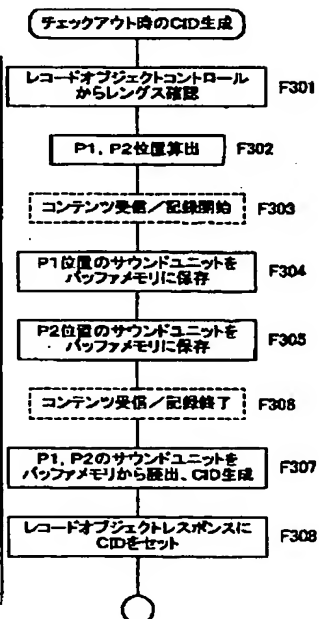 チェックアウト時のCID生成
レコードオブジェクトコントロール
からレングス確認
F301
P1, P2位置算出
F302
コンテンツ受信／記録開始
F303
P1位置のサウンドユニットを
バッファメモリに保存
F304
P2位置のサウンドユニットを
バッファメモリに保存
F305
コンテンツ受信／記録終了
F306
P1, P2のサウンドユニットを
バッファメモリから読出、CID生成
F307
レコードオブジェクトレスポンスに
CIDをセット
F308